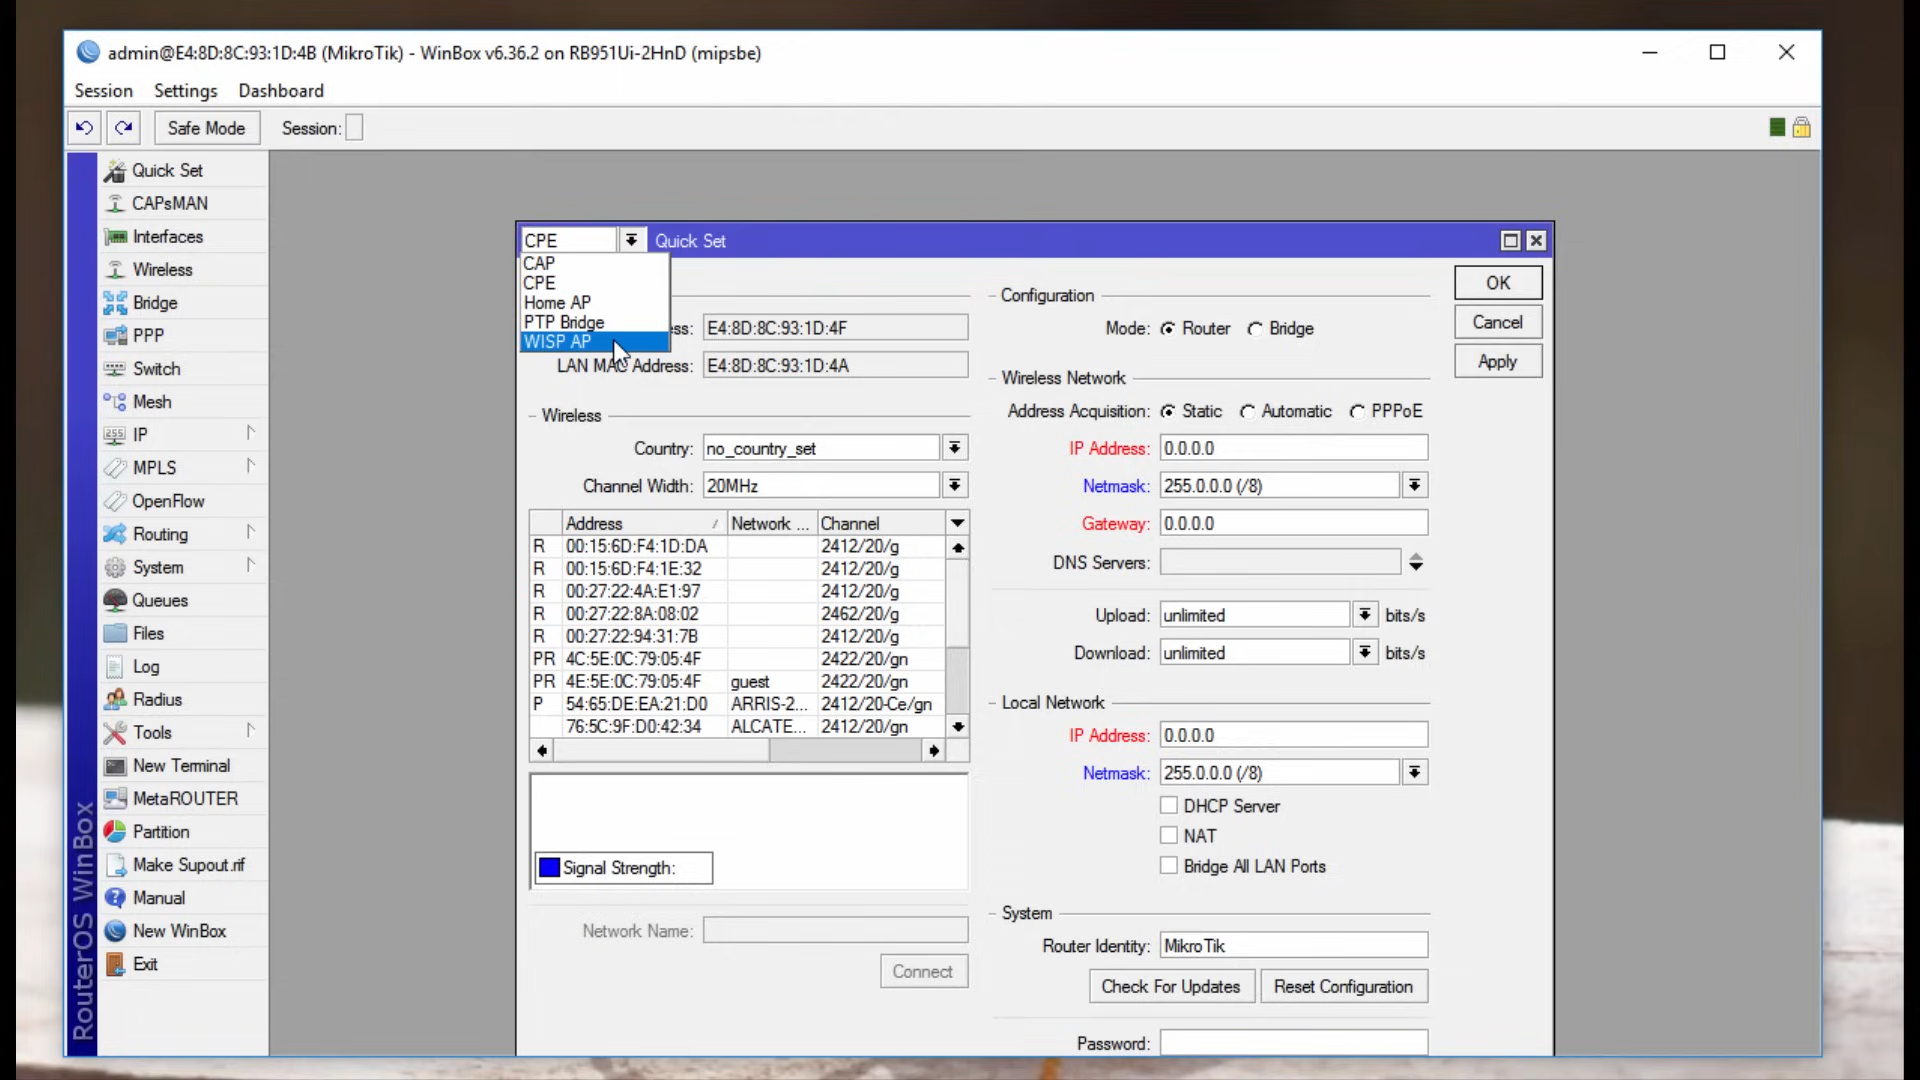 admin@E4:8D:8C:93:1D:4B (MikroTik) - WinBox v6.36.2 on RB951Ui-2HnD (mipsbe)
Session Settings Dashboard
Safe Mode Session:
Quick Set
CAPsMAN
Interfaces
Wireless
Bridge
PPP
Switch
Mesh
IP
MPLS
OpenFlow
Routing
System
Queues
Files
Log
Radius
Tools
New Terminal
MetaROUTER
Partition
Make Supout.rif
Manual
New WinBox
Exit
RouterOS WinBox
CPE Quick Set
CAP
CPE
Home AP
PTP Bridge
WISP AP
ess: E4:8D:8C:93:1D:4F
LAN MAC Address: E4:8D:8C:93:1D:4A
Wireless
Country: no_country_set
Channel Width: 20MHz
Address Network ... Channel
R 00:15:6D:F4:1D:DA 2412/20/g
R 00:15:6D:F4:1E:32 2412/20/g
R 00:27:22:4A:E1:97 2412/20/g
R 00:27:22:8A:08:02 2462/20/g
R 00:27:22:94:31:7B 2412/20/g
PR 4C:5E:0C:79:05:4F 2422/20/gn
PR 4E:5E:0C:79:05:4F guest 2422/20/gn
P 54:65:DE:EA:21:D0 ARRIS-2... 2412/20-Ce/gn
76:5C:9F:D0:42:34 ALCATE... 2412/20/gn
Signal Strength:
Network Name:
Connect
Configuration
Mode: Router Bridge
Wireless Network
Address Acquisition: Static Automatic PPPoE
IP Address: 0.0.0.0
Netmask: 255.0.0.0 (/8)
Gateway: 0.0.0.0
DNS Servers:
Upload: unlimited bits/s
Download: unlimited bits/s
Local Network
IP Address: 0.0.0.0
Netmask: 255.0.0.0 (/8)
DHCP Server
NAT
Bridge All LAN Ports
System
Router Identity: MikroTik
Check For Updates Reset Configuration
Password:
OK
Cancel
Apply